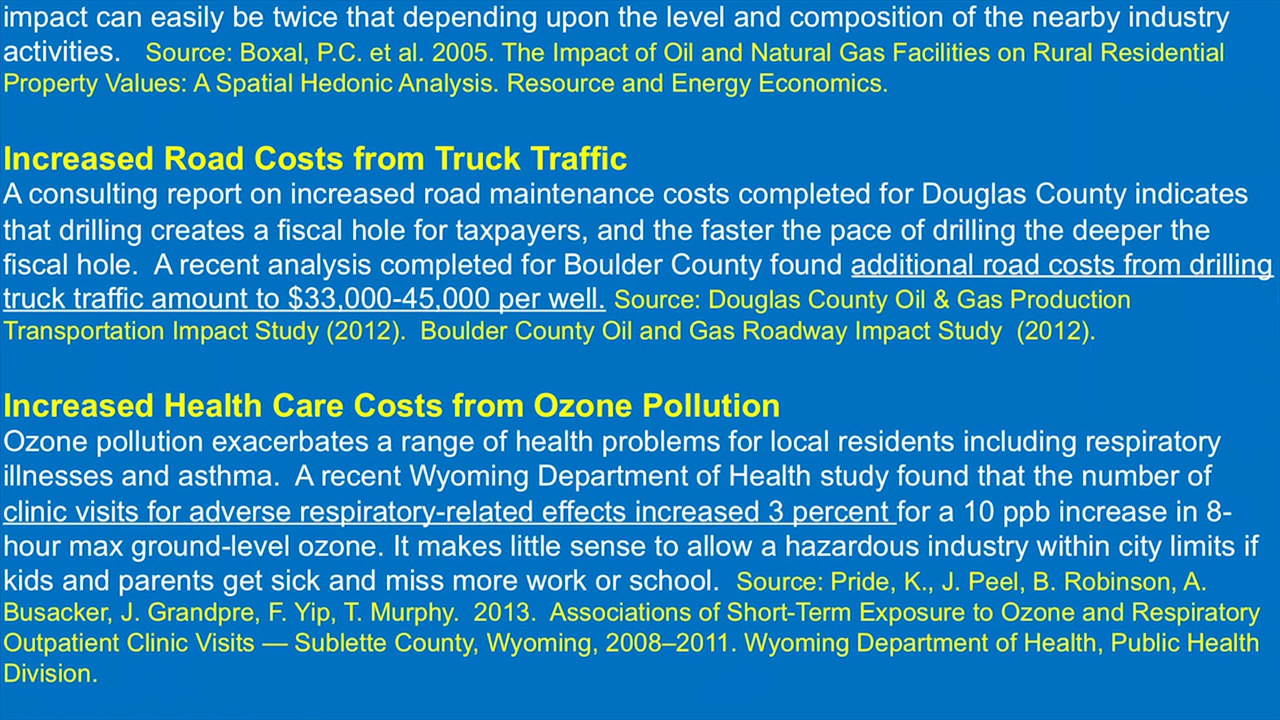 impact can easily be twice that depending upon the level and composition of the nearby industry
activities. Source: Boxal, P.C. et al. 2005. The Impact of Oil and Natural Gas Facilities on Rural Residential
Property Values: A Spatial Hedonic Analysis. Resource and Energy Economics.
Increased Road Costs from Truck Traffic
A consulting report on increased road maintenance costs completed for Douglas County indicates
that drilling creates a fiscal hole for taxpayers, and the faster the pace of drilling the deeper the
fiscal hole. A recent analysis completed for Boulder County found additional road costs from drilling
truck traffic amount to $33,000-45,000 per well. Source: Douglas County Oil & Gas Production
Transportation Impact Study (2012). Boulder County Oil and Gas Roadway Impact Study (2012).
Increased Health Care Costs from Ozone Pollution
Ozone pollution exacerbates a range of health problems for local residents including respiratory
illnesses and asthma. A recent Wyoming Department of Health study found that the number of
clinic visits for adverse respiratory-related effects increased 3 percent for a 10 ppb increase in 8-
hour max ground-level ozone. It makes little sense to allow a hazardous industry within city limits if
kids and parents get sick and miss more work or school. Source: Pride, K., J. Peel, B. Robinson, A.
Busacker, J. Grandpre, F. Yip, T. Murphy. 2013. Associations of Short-Term Exposure to Ozone and Respiratory
Outpatient Clinic Visits — Sublette County, Wyoming, 2008–2011. Wyoming Department of Health, Public Health
Division.